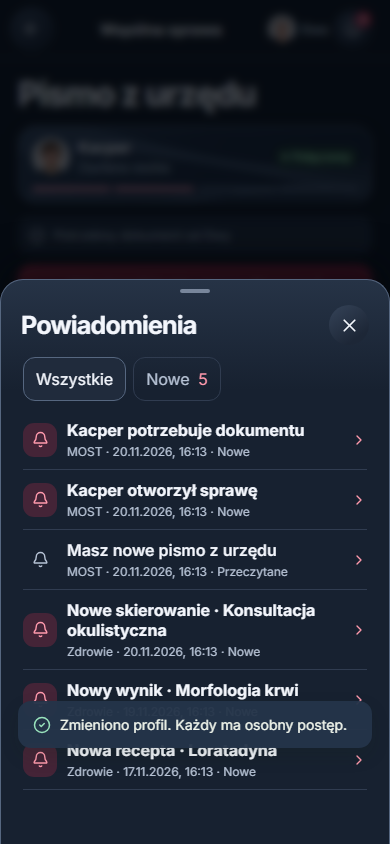 Pismo z urzędu
Kacper
Powiadomienia
Wszystkie
Nowe 5
Kacper potrzebuje dokumentu
MOST · 20.11.2026, 16:13 · Nowe
Kacper otworzył sprawę
MOST · 20.11.2026, 16:13 · Nowe
Masz nowe pismo z urzędu
MOST · 20.11.2026, 16:13 · Przeczytane
Nowe skierowanie · Konsultacja
okulistyczna
Zdrowie · 20.11.2026, 16:13 · Nowe
Nowy wynik · Morfologia krwi
Zmieniono profil. Każdy ma osobny postęp.
Nowa recepta · Loratadyna
Zdrowie · 17.11.2026, 16:13 · Nowe